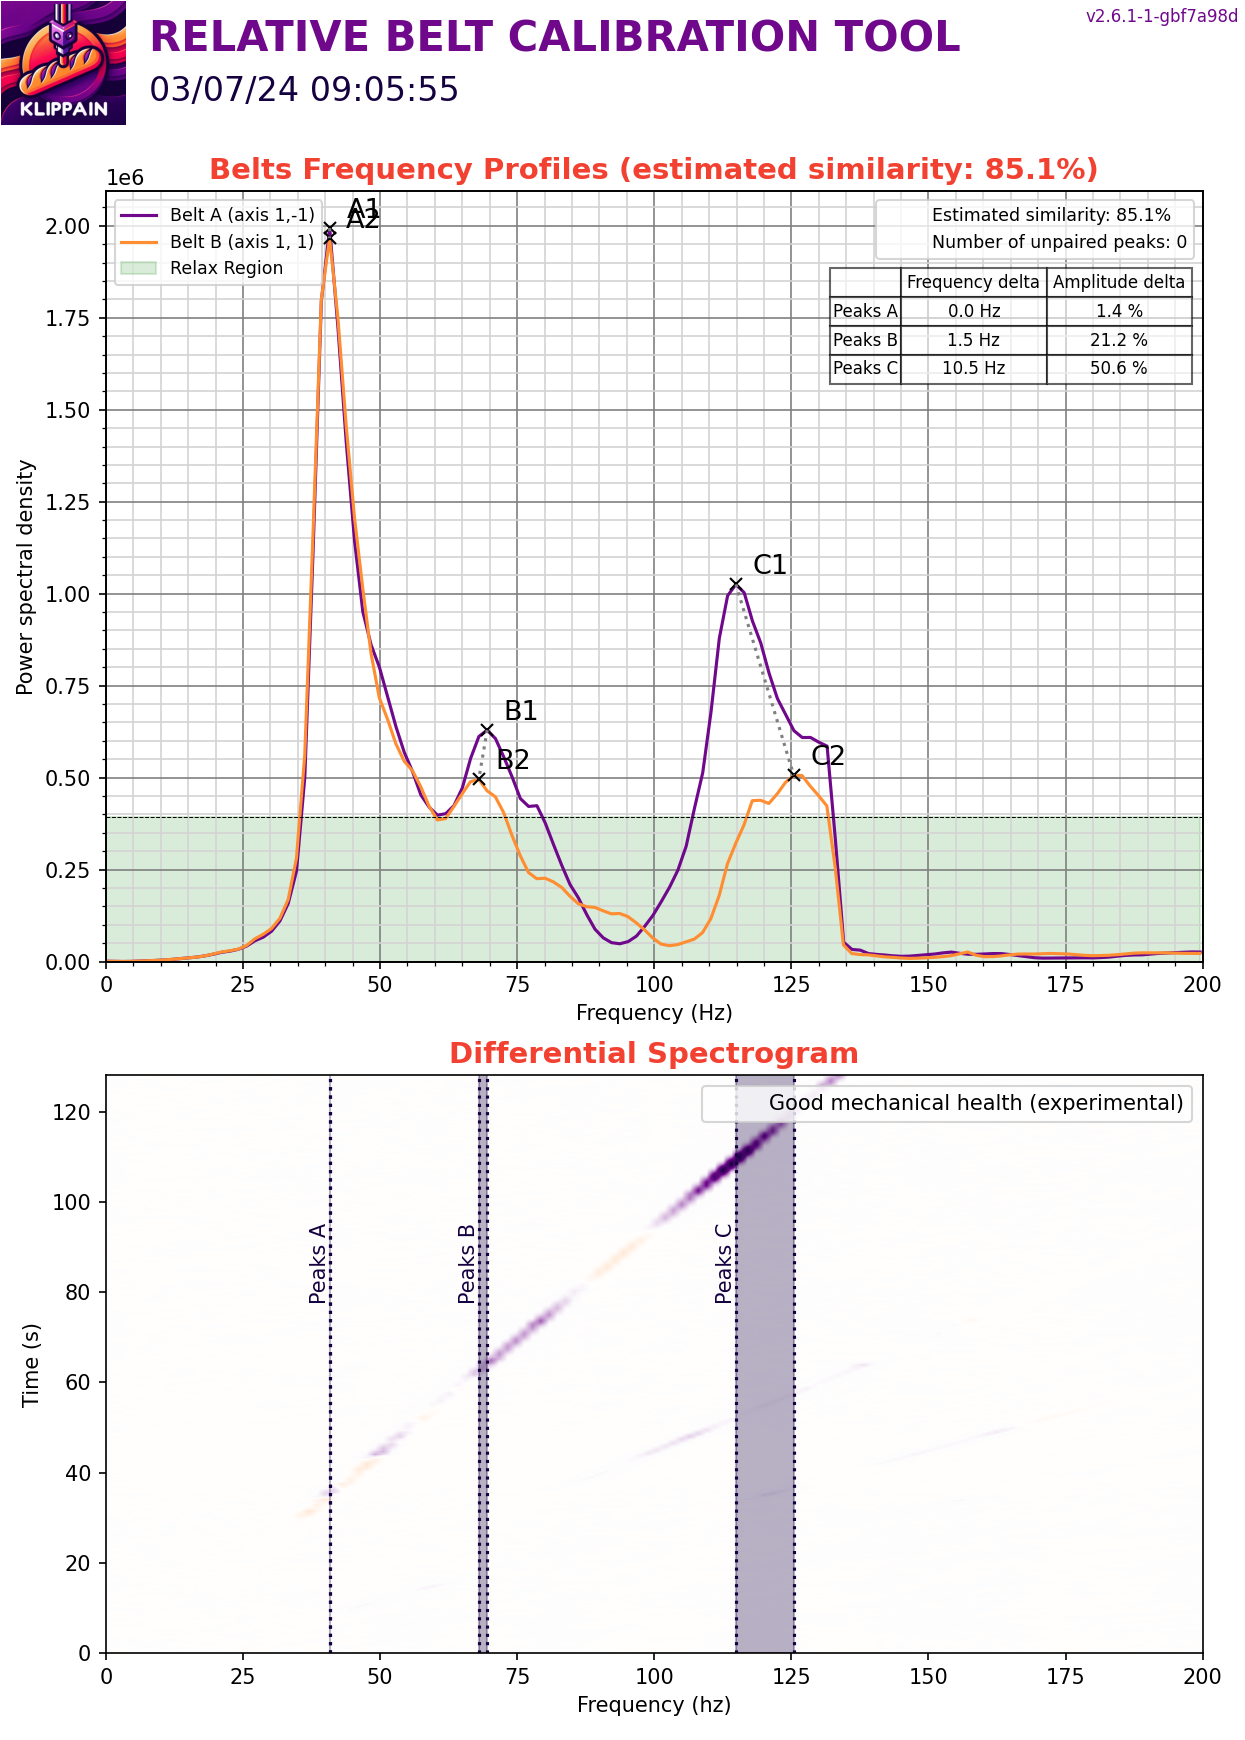 v2.6.1-1-gbf7a98d
RELATIVE BELT CALIBRATION TOOL
03/07/24 09:05:55
KLIPPAIN
Belts Frequency Profiles (estimated similarity: 85.1%)
1e6
A1
A2
Belt A (axis 1,-1)
Belt B (axis 1, 1)
Relax Region
Estimated similarity: 85.1%
Number of unpaired peaks: 0
Frequency delta Amplitude delta
Peaks A 0.0 Hz 1.4 %
Peaks B 1.5 Hz 21.2 %
Peaks C 10.5 Hz 50.6 %
2.00
1.75
1.50
1.25
1.00
0.75
0.50
0.25
0.00
Power spectral density
C1
B1
B2
C2
0 25 50 75 100 125 150 175 200
Frequency (Hz)
Differential Spectrogram
Good mechanical health (experimental)
120
100
80
60
40
20
0
Time (s)
Peaks A
Peaks B
Peaks C
0 25 50 75 100 125 150 175 200
Frequency (hz)